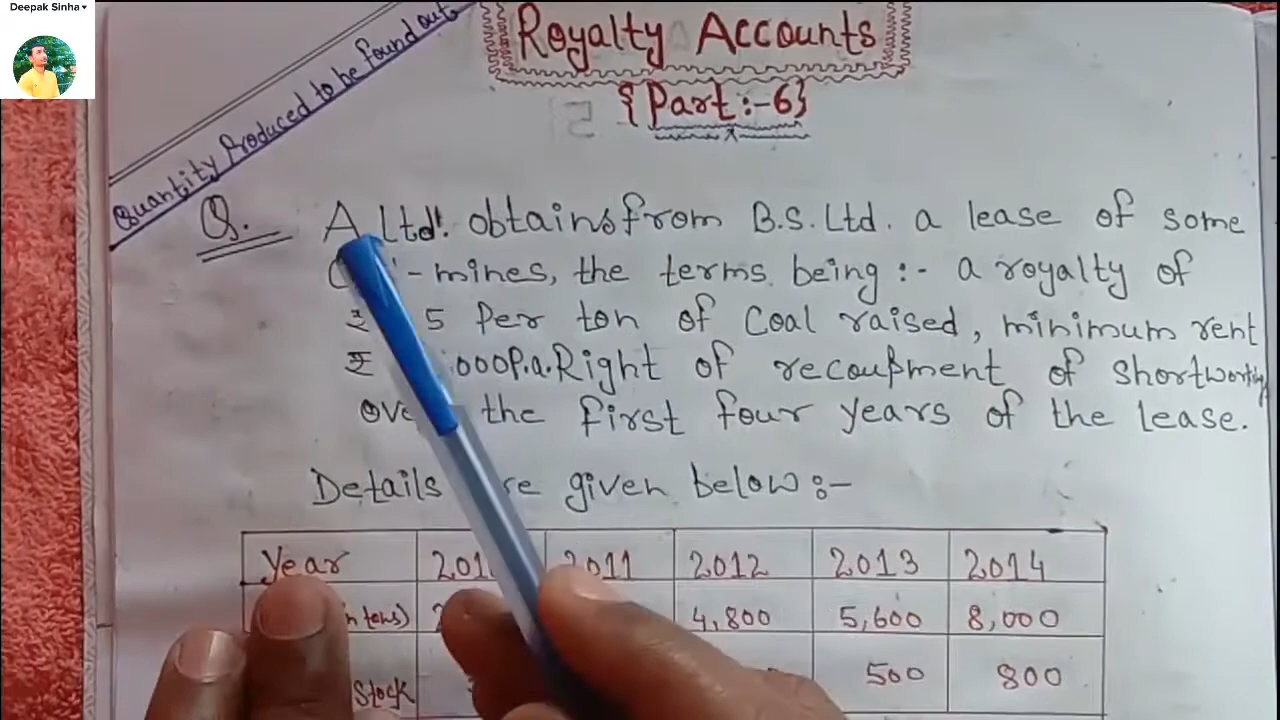 Deepak Sinha
Royalty Accounts
{Part:-6}
Quantity Produced to be found out
Q. A Ltd. obtains from B.S. Ltd. a lease of some
-mines, the terms being :- a royalty of
₹ 5 Per ton of Coal raised, minimum rent
₹ 000 P.a. Right of recoupment of Shortworking
the first four years of the lease.
Details given below :-
Year 2011 2012 2013 2014
in tons) 4,800 5,600 8,000
Stock 500 800